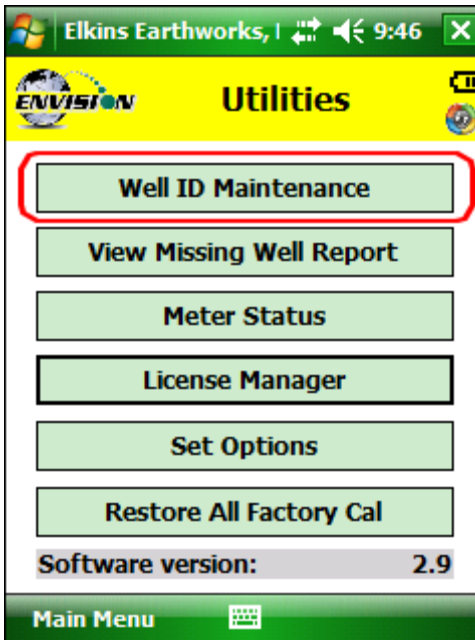 Elkins Earthworks, l 9:46
ENVISION Utilities
Well ID Maintenance
View Missing Well Report
Meter Status
License Manager
Set Options
Restore All Factory Cal
Software version: 2.9
Main Menu